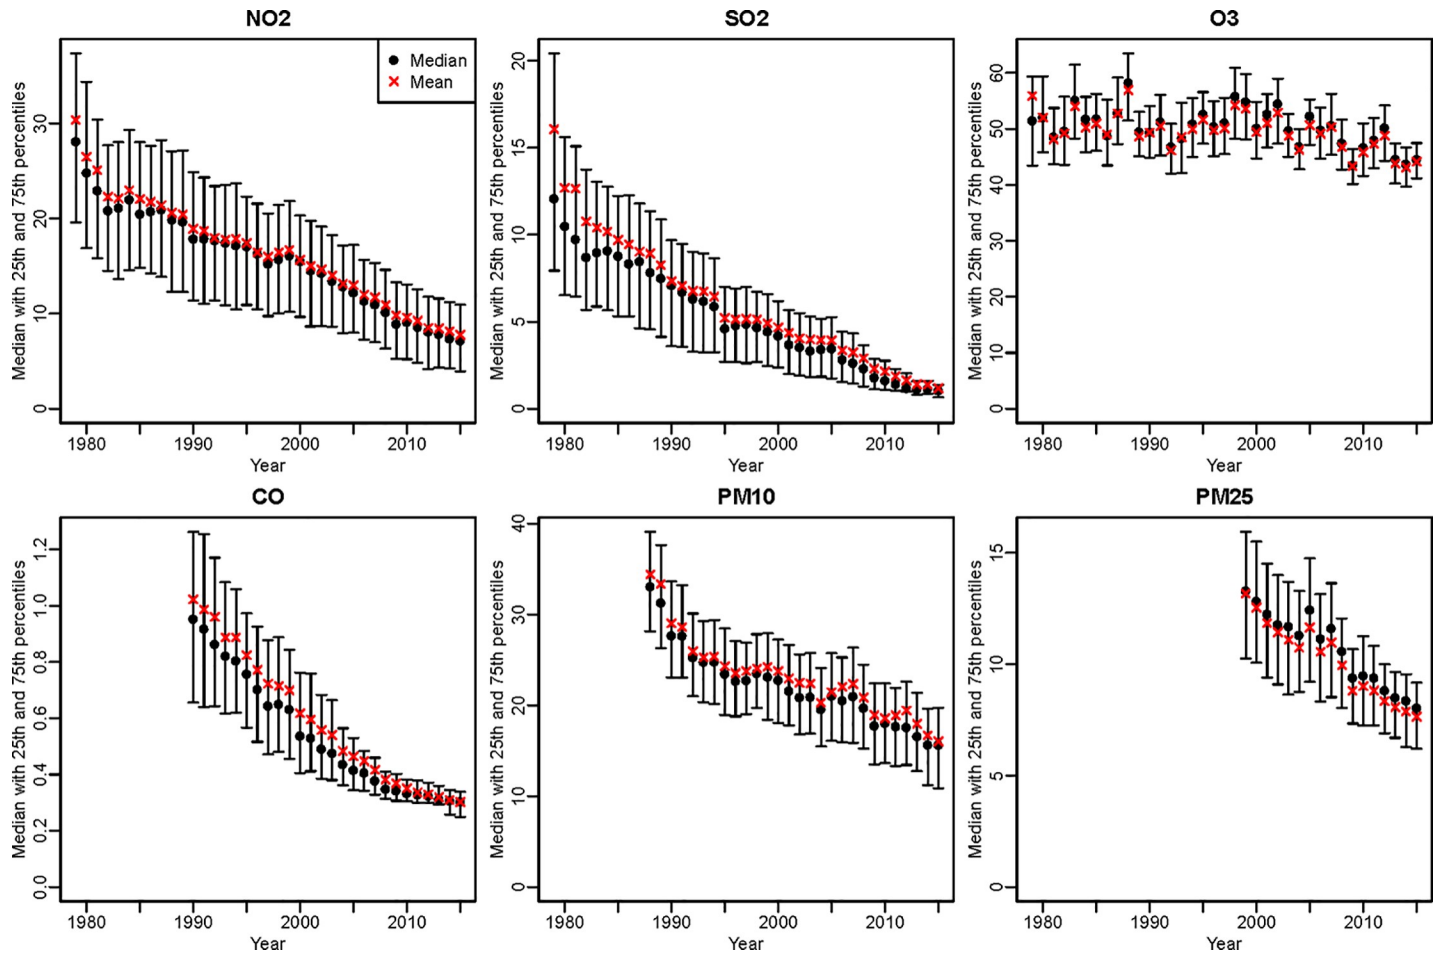 NO2
Median with 25th and 75th percentiles
0 10 20 30
Median
Mean
1980 1990 2000 2010
Year
SO2
Median with 25th and 75th percentiles
0 5 10 15 20
1980 1990 2000 2010
Year
O3
Median with 25th and 75th percentiles
0 10 20 30 40 50 60
1980 1990 2000 2010
Year
CO
Median with 25th and 75th percentiles
0.0 0.2 0.4 0.6 0.8 1.0 1.2
1980 1990 2000 2010
Year
PM10
Median with 25th and 75th percentiles
0 10 20 30 40
1980 1990 2000 2010
Year
PM25
Median with 25th and 75th percentiles
0 5 10 15
1980 1990 2000 2010
Year